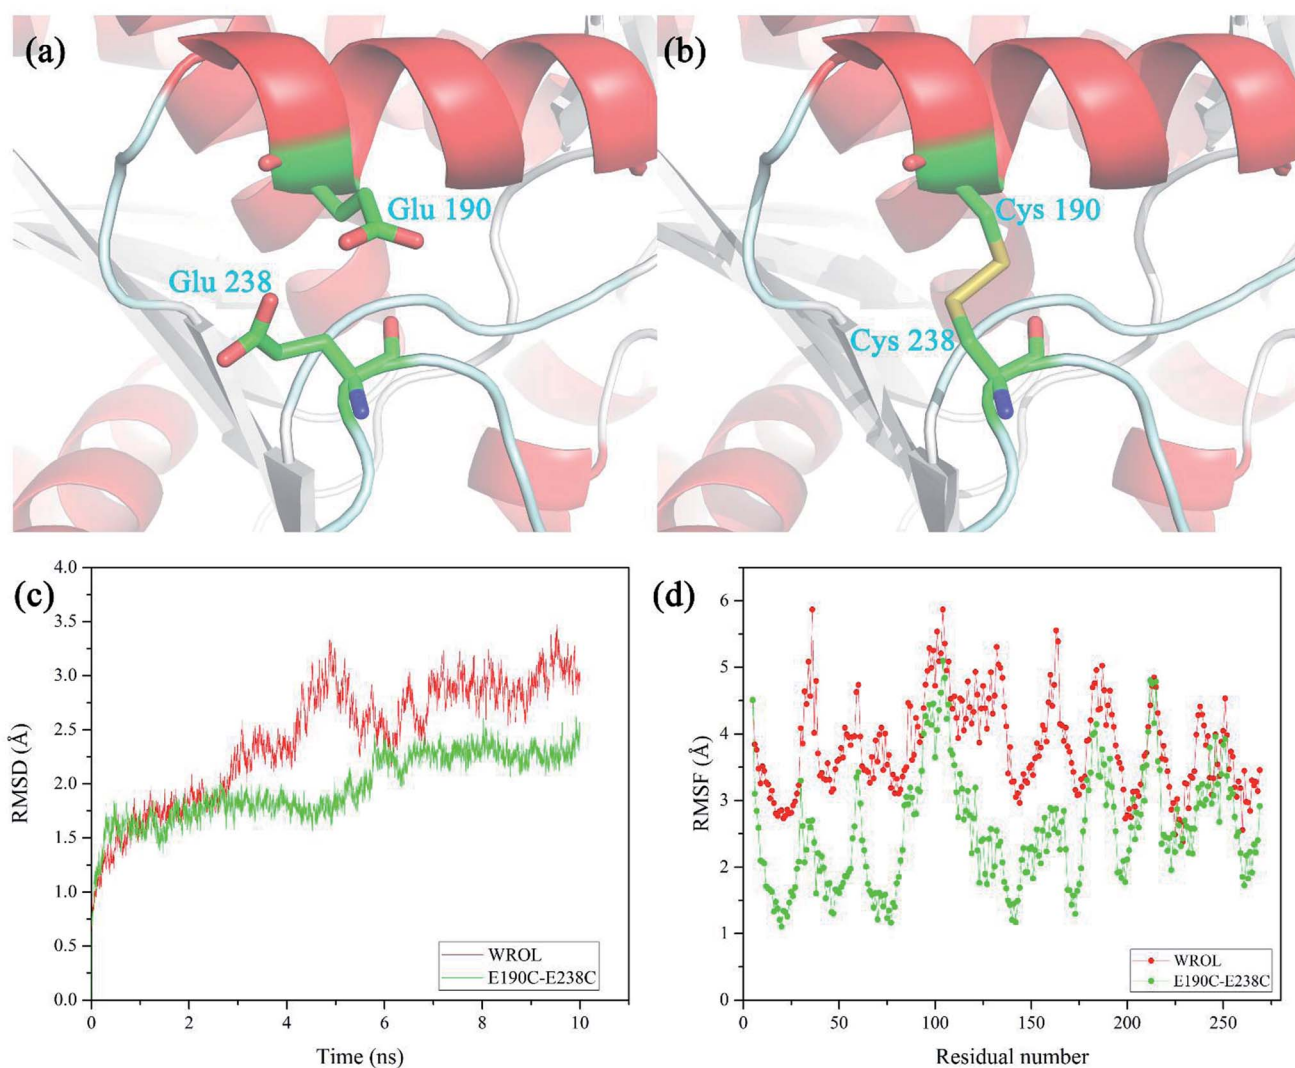 (a)
Glu 190
Glu 238
(b)
Cys 190
Cys 238
(c)
4.0
3.5
3.0
2.5
2.0
1.5
1.0
0.5
0.0
RMSD (Å)
0
2
4
6
8
10
Time (ns)
WROL
E190C-E238C
(d)
6
5
4
3
2
1
0
RMSF (Å)
0
50
100
150
200
250
Residual number
WROL
E190C-E238C